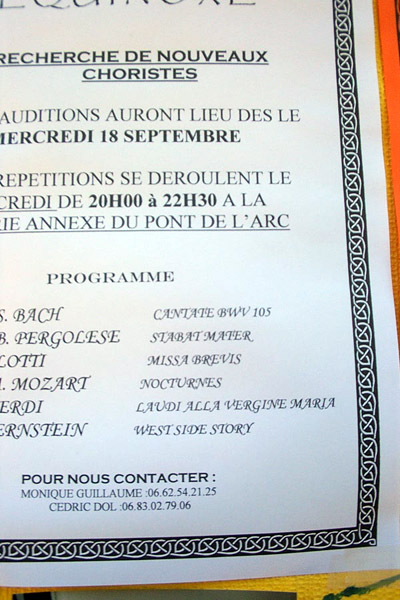 EQUINOXE
RECHERCHE DE NOUVEAUX
CHORISTES
AUDITIONS AURONT LIEU DES LE
MERCREDI 18 SEPTEMBRE
REPETITIONS SE DEROULENT LE
CREDI DE 20H00 à 22H30 A LA
RIE ANNEXE DU PONT DE L'ARC
PROGRAMME
S. BACH CANTATE BWV 105
B. PERGOLESE STABAT MATER
LOTTI MISSA BREVIS
A. MOZART NOCTURNES
ERDI LAUDI ALLA VERGINE MARIA
ERNSTEIN WEST SIDE STORY
POUR NOUS CONTACTER :
MONIQUE GUILLAUME :06.62.54.21.25
CEDRIC DOL :06.83.02.79.06